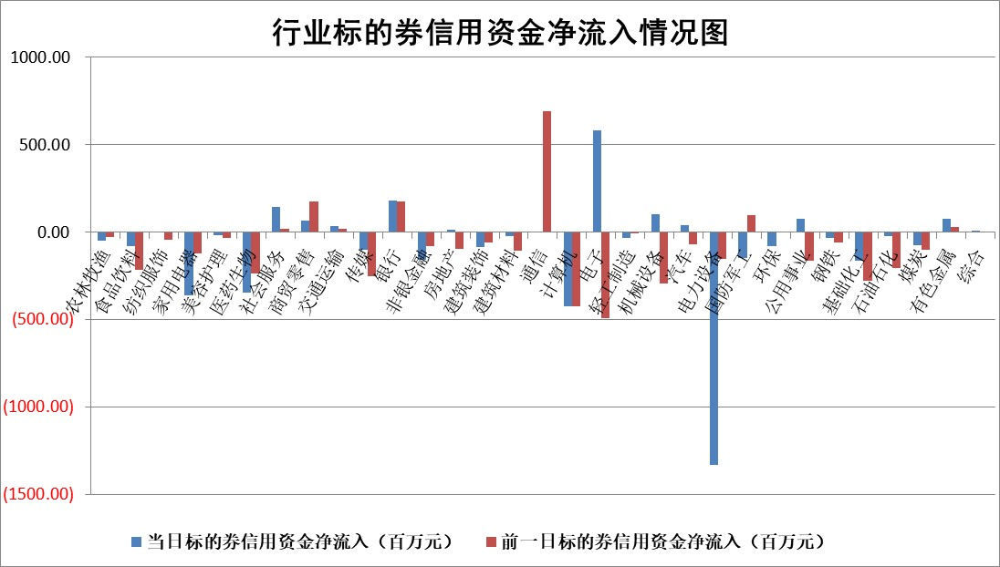 行业标的券信用资金净流入情况图
1000.00
500.00
0.00
(500.00)
(1000.00)
(1500.00)
农林牧渔
食品饮料
纺织服饰
家用电器
美容护理
医药生物
社会服务
商贸零售
交通运输
传媒
银行
非银金融
房地产
建筑装饰
建筑材料
通信
计算机
电子
轻工制造
机械设备
汽车
电力设备
国防军工
环保
公用事业
钢铁
基础化工
石油石化
煤炭
有色金属
综合
当日标的券信用资金净流入（百万元）
前一日标的券信用资金净流入（百万元）